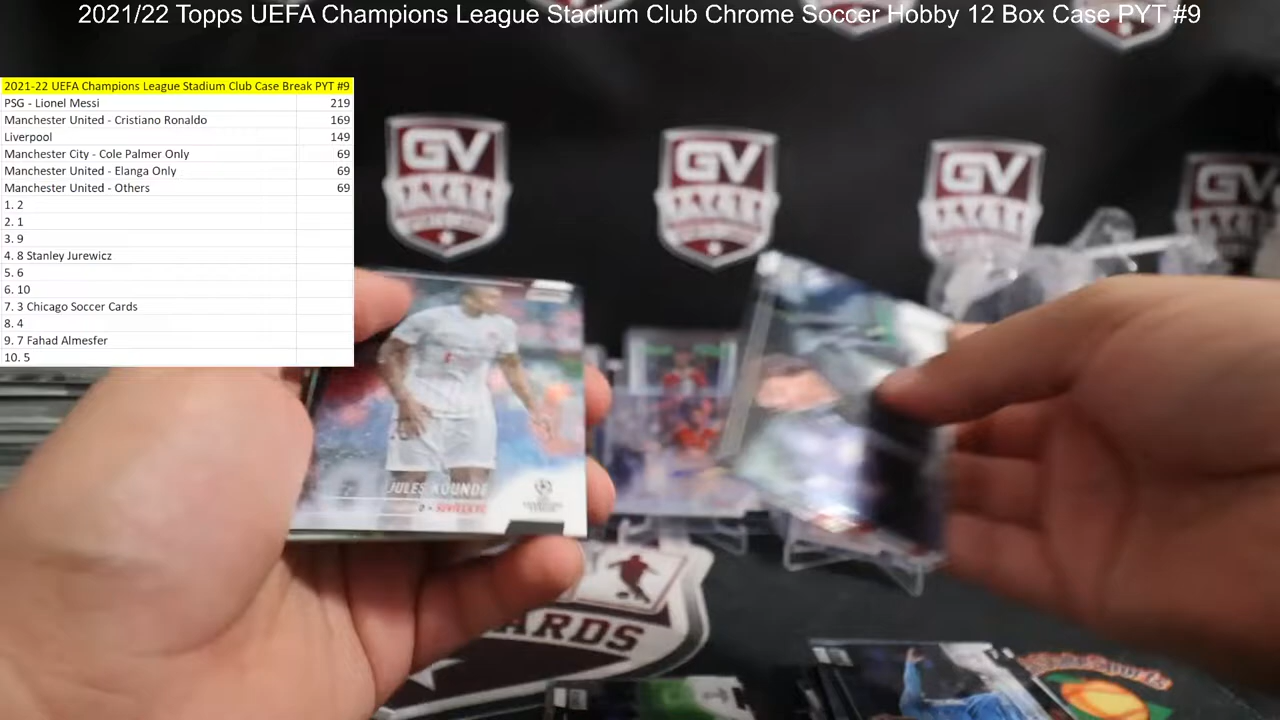 2021/22 Topps UEFA Champions League Stadium Club Chrome Soccer Hobby 12 Box Case PYT #9
2021-22 UEFA Champions League Stadium Club Case Break PYT #9
PSG - Lionel Messi 219
Manchester United - Cristiano Ronaldo 169
Liverpool 149
Manchester City - Cole Palmer Only 69
Manchester United - Elanga Only 69
Manchester United - Others 69
1. 2
2. 1
3. 9
4. 8 Stanley Jurewicz
5. 6
6. 10
7. 3 Chicago Soccer Cards
8. 4
9. 7 Fahad Almesfer
10. 5
GV
GV
GV
GV
JULES KOUNDE
ARDS